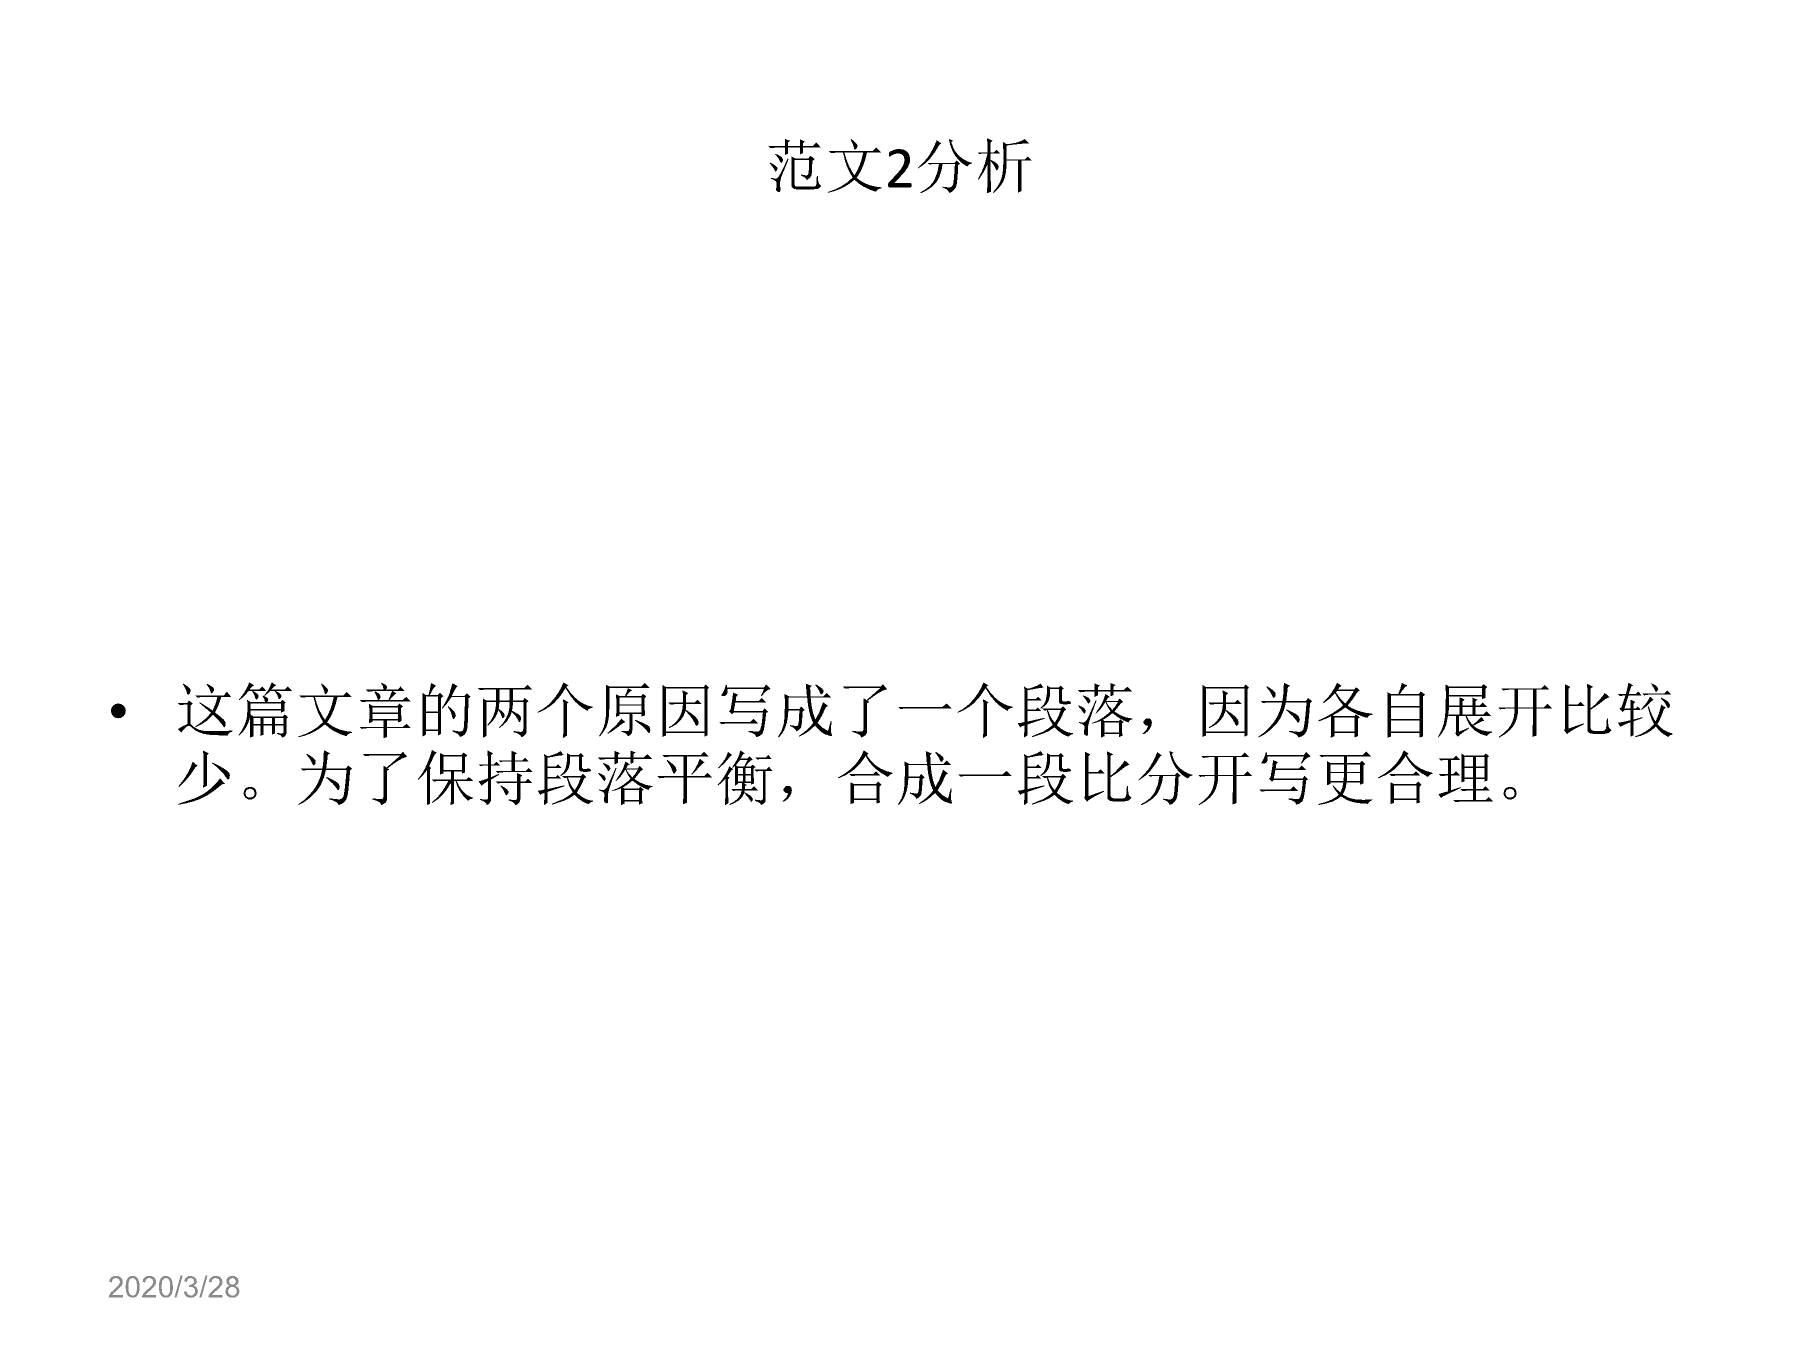 范文2分析
• 这篇文章的两个原因写成了一个段落，因为各自展开比较
少。为了保持段落平衡，合成一段比分开写更合理。
2020/3/28